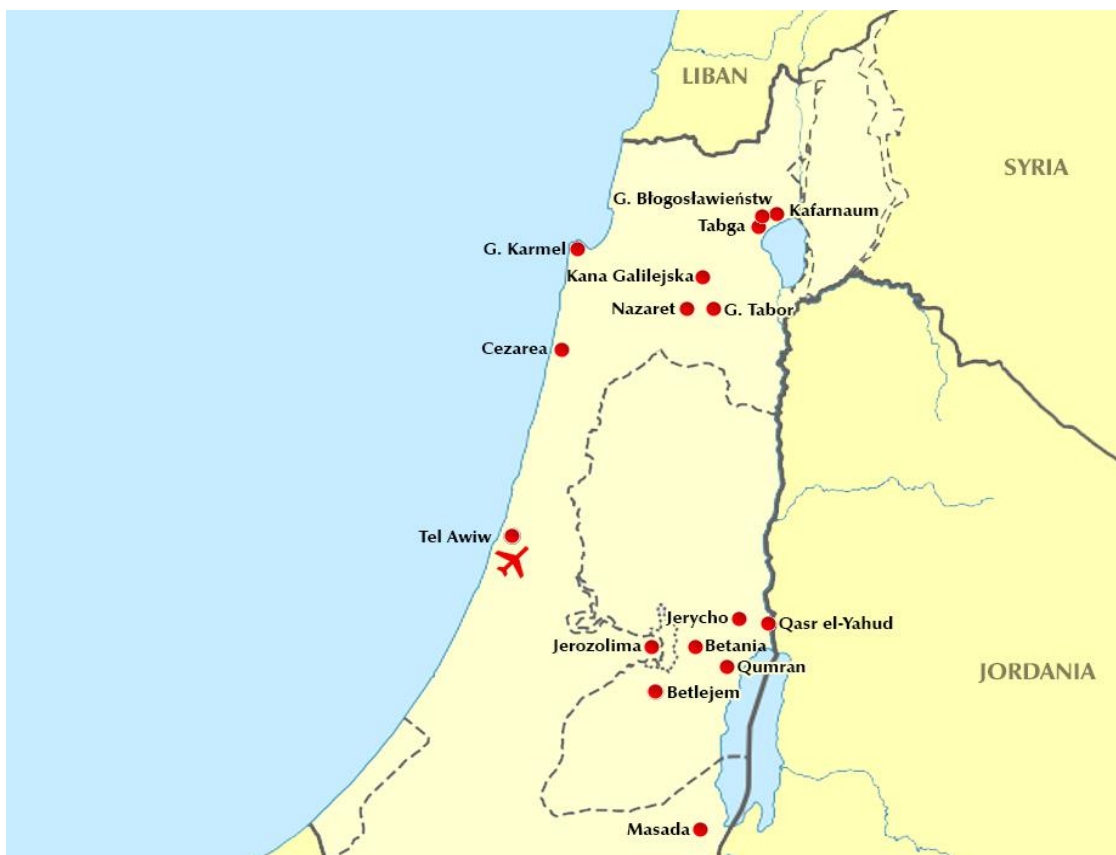 LIBAN
SYRIA
G. Błogosławieństw
Kafarnaum
Tabga
G. Karmel
Kana Galilejska
Nazaret
G. Tabor
Cezarea
Tel Awiw
Jerycho
Qasr el-Yahud
Jerozolima
Betania
Qumran
JORDANIA
Betlejem
Masada